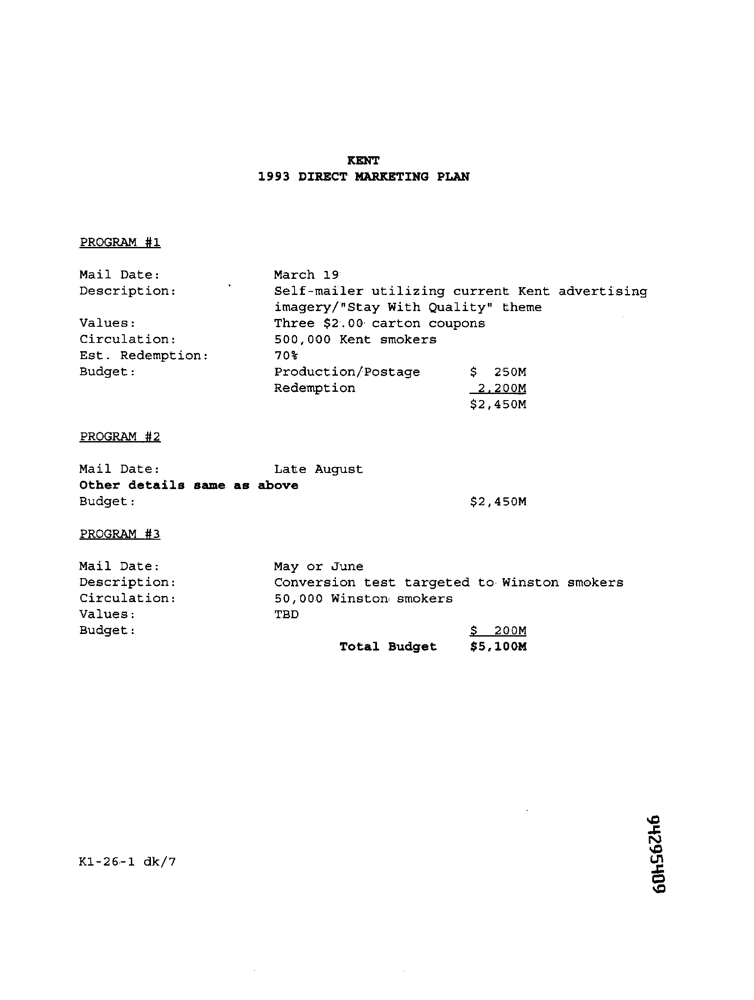 KENT
1993 DIRECT MARKETING PLAN
PROGRAM #1
Mail Date: March 19
Description: Self-mailer utilizing current Kent advertising
imagery/"Stay With Quality" theme
Values: Three $2.00 carton coupons
Circulation: 500,000 Kent smokers
Est. Redemption: 70%
Budget: Production/Postage $ 250M
Redemption 2,200M
$2,450M
PROGRAM #2
Mail Date: Late August
Other details same as above
Budget: $2,450M
PROGRAM #3
Mail Date: May or June
Description: Conversion test targeted to Winston smokers
Circulation: 50,000 Winston smokers
Values: TBD
Budget: $ 200M
Total Budget $5,100M
K1-26-1 dk/7
94295409